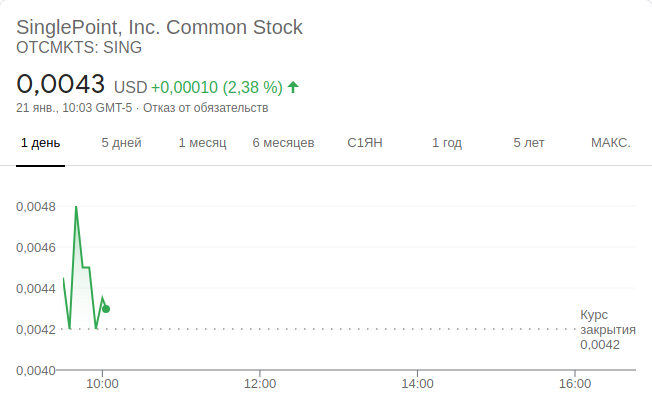 SinglePoint, Inc. Common Stock
OTCMKTS: SING
0,0043 USD +0,00010 (2,38 %)
21 янв., 10:03 GMT-5 · Отказ от обязательств
1 день 5 дней 1 месяц 6 месяцев С1ЯН 1 год 5 лет МАКС.
0,0048
0,0046
0,0044
0,0042
0,0040
Курс
закрытия
0,0042
10:00 12:00 14:00 16:00